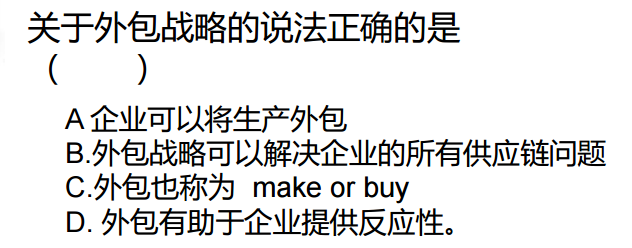 关于外包战略的说法正确的是
（　　）
A 企业可以将生产外包
B.外包战略可以解决企业的所有供应链问题
C.外包也称为 make or buy
D. 外包有助于企业提供反应性。